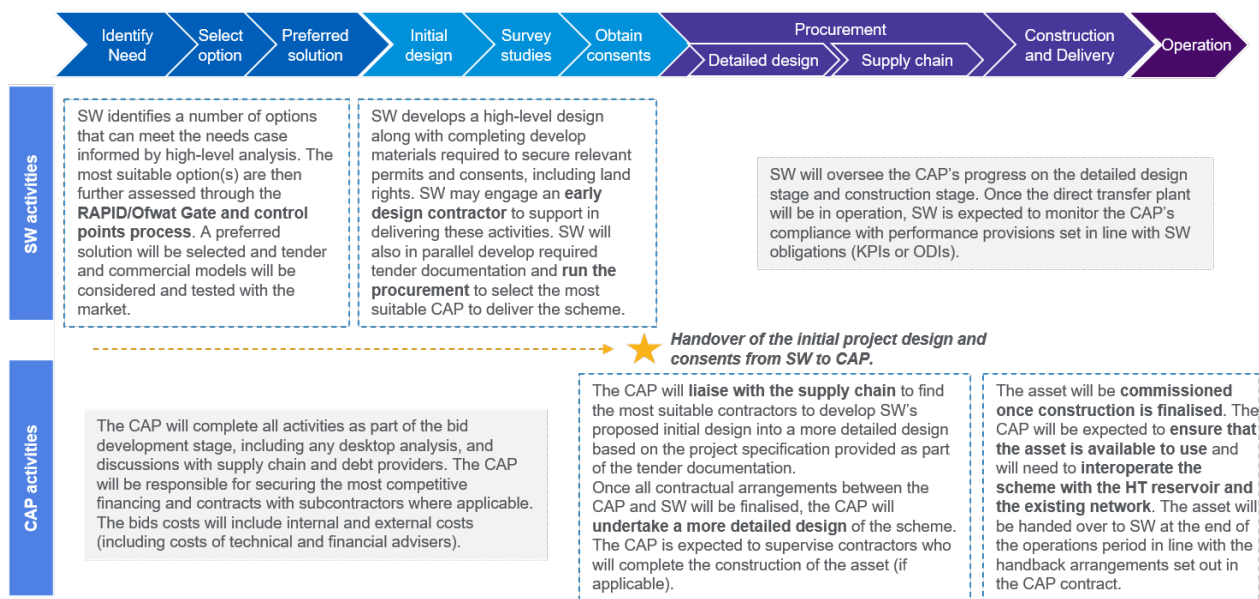 Identify
Need
Select
option
Preferred
solution
Initial
design
Survey
studies
Obtain
consents
Procurement
Detailed design
Supply chain
Construction
and Delivery
Operation
SW activities
SW identifies a number of options
that can meet the needs case
informed by high-level analysis. The
most suitable option(s) are then
further assessed through the
RAPID/Ofwat Gate and control
points process. A preferred
solution will be selected and tender
and commercial models will be
considered and tested with the
market.
SW develops a high-level design
along with completing develop
materials required to secure relevant
permits and consents, including land
rights. SW may engage an early
design contractor to support in
delivering these activities. SW will
also in parallel develop required
tender documentation and run the
procurement to select the most
suitable CAP to deliver the scheme.
SW will oversee the CAP's progress on the detailed design
stage and construction stage. Once the direct transfer plant
will be in operation, SW is expected to monitor the CAP's
compliance with performance provisions set in line with SW
obligations (KPIs or ODIs).
Handover of the initial project design and
consents from SW to CAP.
CAP activities
The CAP will complete all activities as part of the bid
development stage, including any desktop analysis, and
discussions with supply chain and debt providers. The CAP
will be responsible for securing the most competitive
financing and contracts with subcontractors where applicable.
The bids costs will include internal and external costs
(including costs of technical and financial advisers).
The CAP will liaise with the supply chain to find
the most suitable contractors to develop SW's
proposed initial design into a more detailed design
based on the project specification provided as part
of the tender documentation.
Once all contractual arrangements between the
CAP and SW will be finalised, the CAP will
undertake a more detailed design of the scheme.
The CAP is expected to supervise contractors who
will complete the construction of the asset (if
applicable).
The asset will be commissioned
once construction is finalised. The
CAP will be expected to ensure that
the asset is available to use and
will need to interoperate the
scheme with the HT reservoir and
the existing network. The asset will
be handed over to SW at the end of
the operations period in line with the
handback arrangements set out in
the CAP contract.